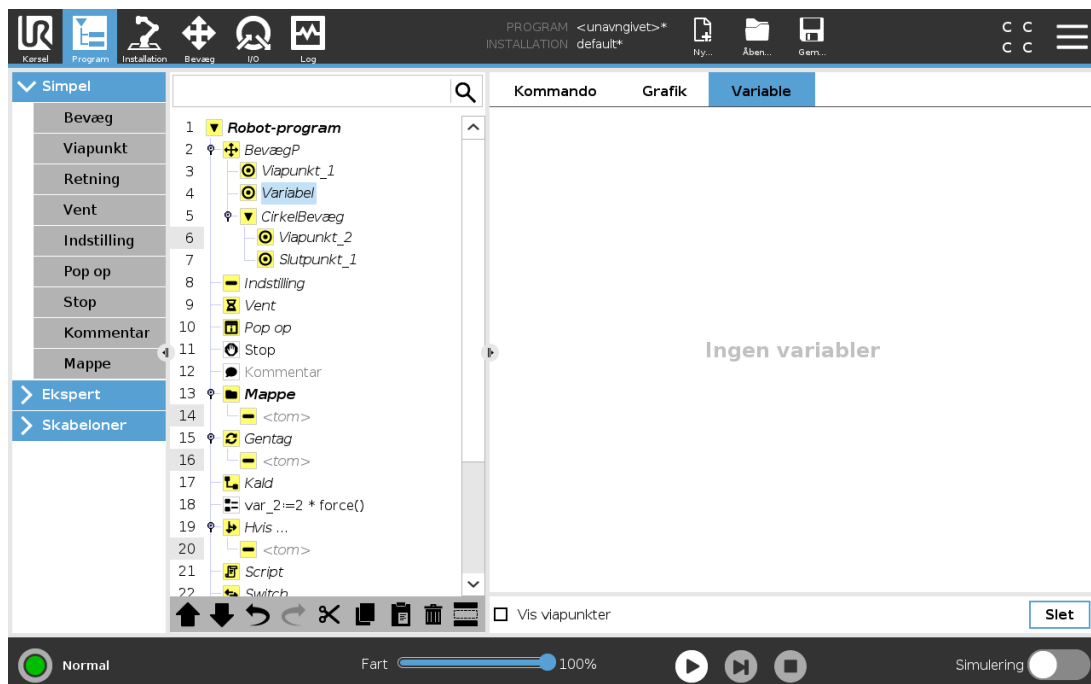 UR
PROGRAM <unavngivet>*
INSTALLATION default*
Kørsel Program Installation Bevæg I/O Log
Ny... Åben... Gem...
C C
C C
Simpel
Bevæg
Viapunkt
Retning
Vent
Indstilling
Pop op
Stop
Kommentar
Mappe
Ekspert
Skabeloner
1 Robot-program
2 BevægP
3 Viapunkt_1
4 Variabel
5 CirkelBevæg
6 Viapunkt_2
7 Slutpunkt_1
8 Indstilling
9 Vent
10 Pop op
11 Stop
12 Kommentar
13 Mappe
14 <tom>
15 Gentag
16 <tom>
17 Kald
18 var_2:=2 * force()
19 Hvis ...
20 <tom>
21 Script
22 Switch
Kommando Grafik Variable
Ingen variabler
Vis viapunkter
Slet
Normal
Fart 100%
Simulering